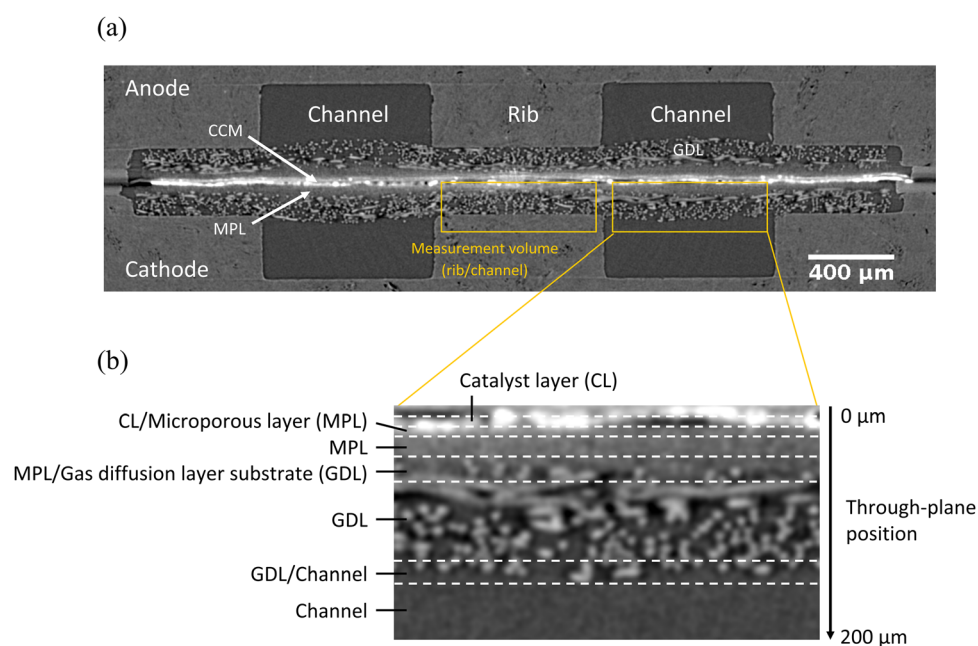 (a)
Anode
Channel
Rib
Channel
CCM
GDL
MPL
Measurement volume
(rib/channel)
Cathode
400 µm
(b)
Catalyst layer (CL)
CL/Microporous layer (MPL)
0 µm
MPL
MPL/Gas diffusion layer substrate (GDL)
GDL
Through-plane
position
GDL/Channel
Channel
200 µm